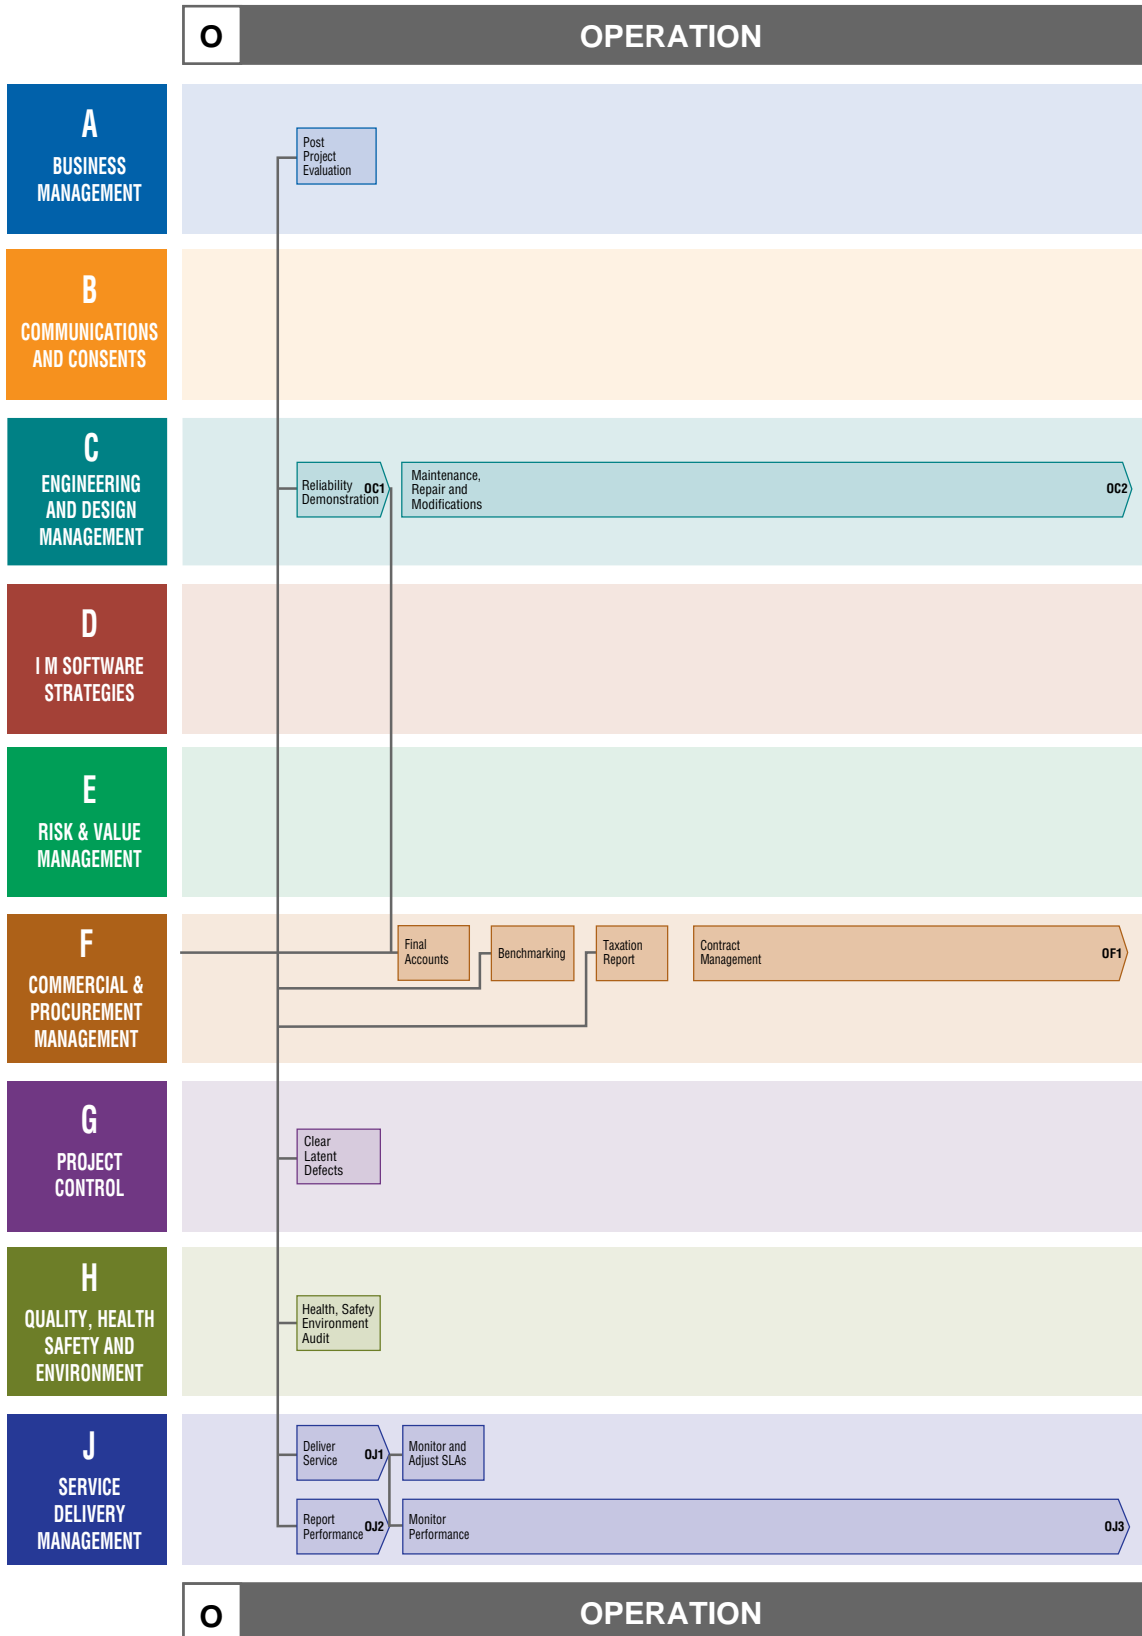 O
OPERATION
A
BUSINESS
MANAGEMENT
Post
Project
Evaluation
B
COMMUNICATIONS
AND CONSENTS
C
ENGINEERING
AND DESIGN
MANAGEMENT
Reliability
Demonstration
OC1
Maintenance,
Repair and
Modifications
OC2
D
I M SOFTWARE
STRATEGIES
E
RISK & VALUE
MANAGEMENT
F
COMMERCIAL &
PROCUREMENT
MANAGEMENT
Final
Accounts
Benchmarking
Taxation
Report
Contract
Management
OF1
G
PROJECT
CONTROL
Clear
Latent
Defects
H
QUALITY, HEALTH
SAFETY AND
ENVIRONMENT
Health, Safety
Environment
Audit
J
SERVICE
DELIVERY
MANAGEMENT
Deliver
Service
OJ1
Monitor and
Adjust SLAs
Report
Performance
OJ2
Monitor
Performance
OJ3
O
OPERATION